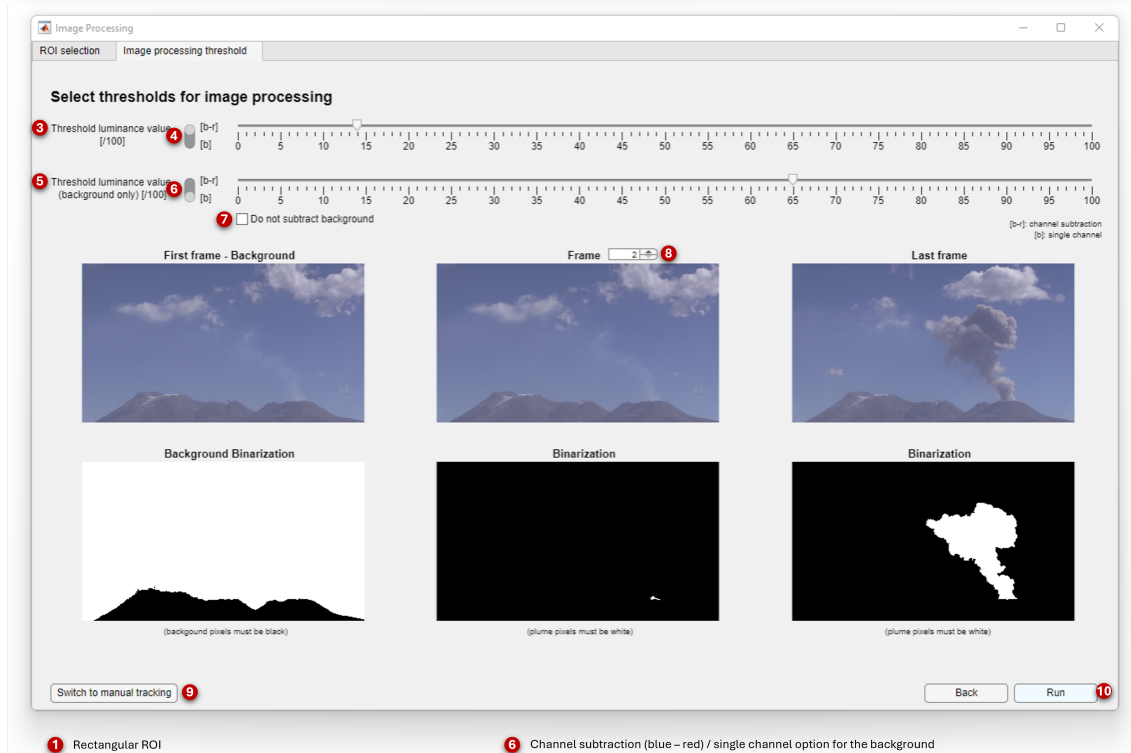 Image Processing
ROI selection
Image processing threshold
Select thresholds for image processing
3 Threshold luminance value [/100]
4 [b-r]
[b]
0 5 10 15 20 25 30 35 40 45 50 55 60 65 70 75 80 85 90 95 100
5 Threshold luminance value
(background only) [/100]
6 [b-r]
[b]
0 5 10 15 20 25 30 35 40 45 50 55 60 65 70 75 80 85 90 95 100
7 Do not subtract background
[b-r]: channel subtraction
[b]: single channel
First frame - Background
Frame 2 8
Last frame
Background Binarization
Binarization
Binarization
(backgound pixels must be black)
(plume pixels must be white)
(plume pixels must be white)
Switch to manual tracking 9
Back
Run 10
1 Rectangular ROI
6 Channel subtraction (blue – red) / single channel option for the background